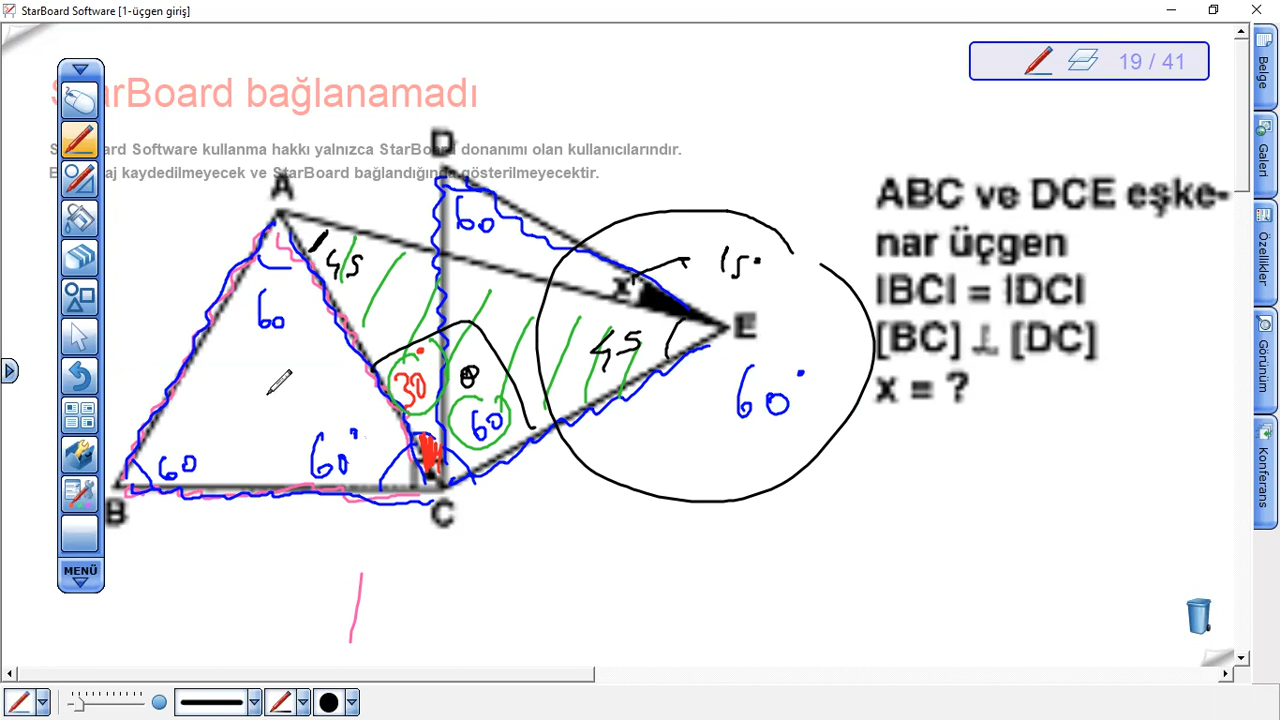 StarBoard Software [1-üçgen giriş]
StarBoard bağlanamadı
19 / 41
Software kullanma hakkı yalnızca StarBoard donanımı olan kullanıcılarındır.
kaydedilmeyecek ve StarBoard bağlandığında gösterilmeyecektir.
D
A
60
45
x
15°
E
60
30°
60
45
60°
60
60°
B
C
ABC ve DCE eşke-
nar üçgen
IBCI = IDCI
[BC] ⊥ [DC]
x = ?
MENÜ
Belge
Galeri
Özellikler
Görünüm
Konferans